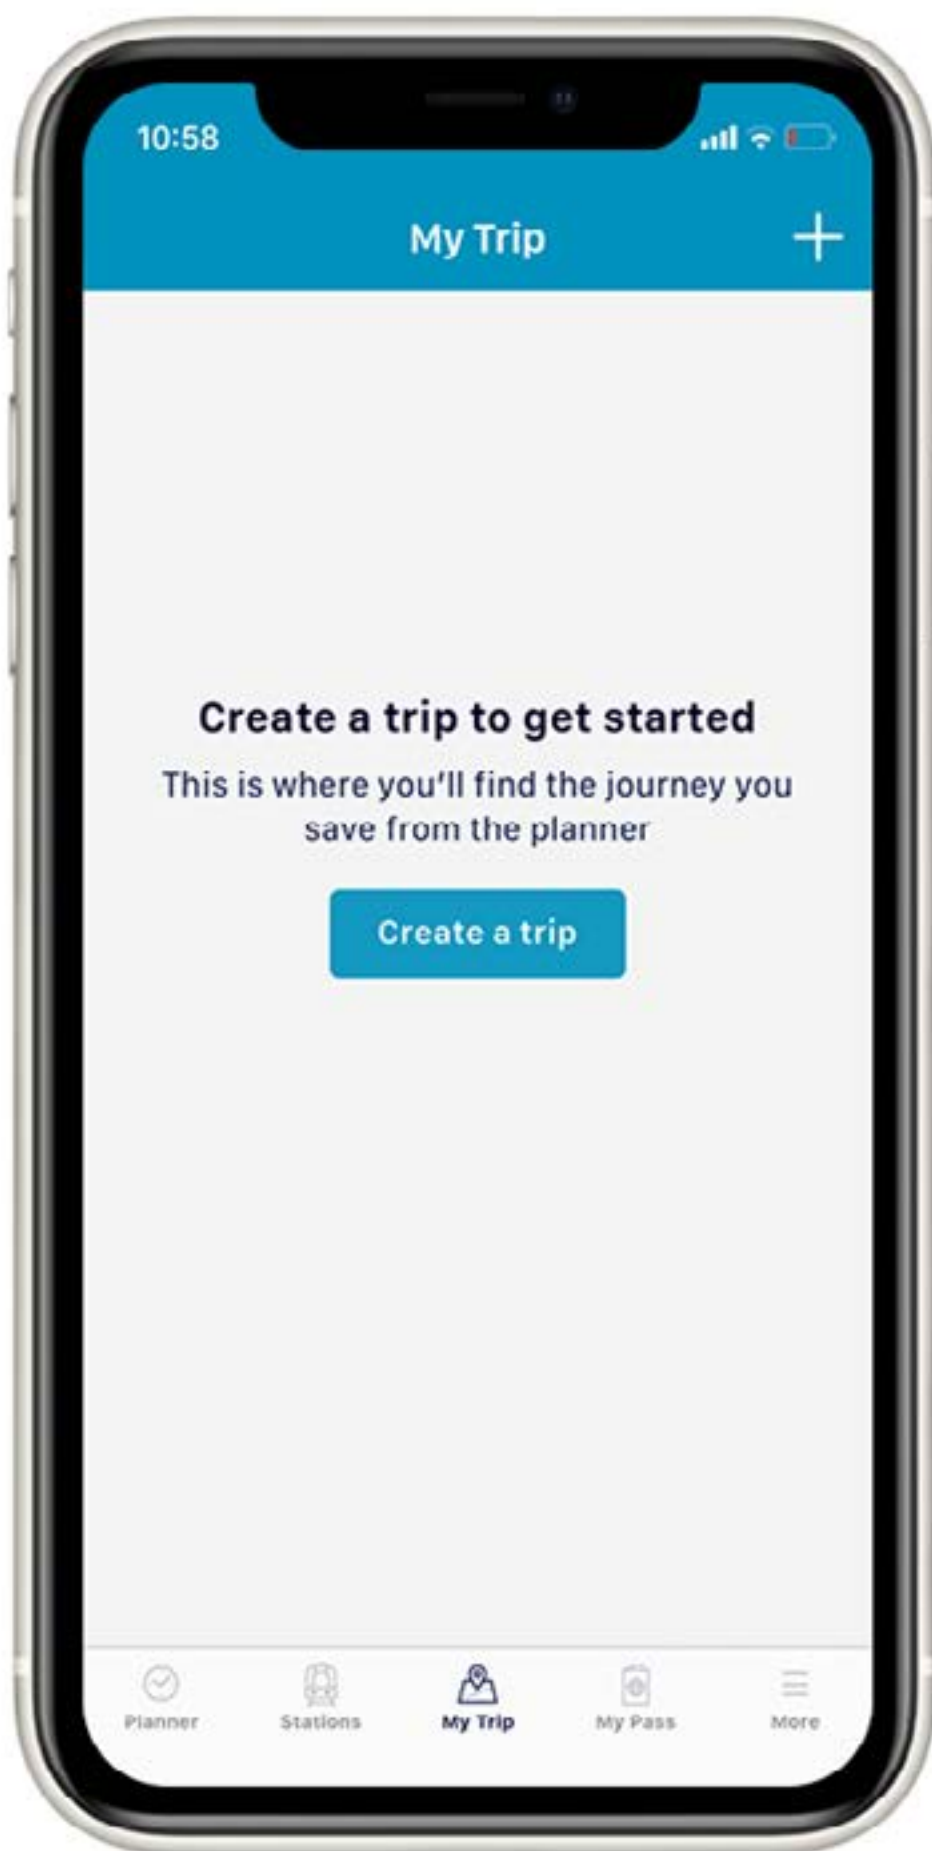 10:58
My Trip
Create a trip to get started
This is where you'll find the journey you
save from the planner
Create a trip
Planner
Stations
My Trip
My Pass
More